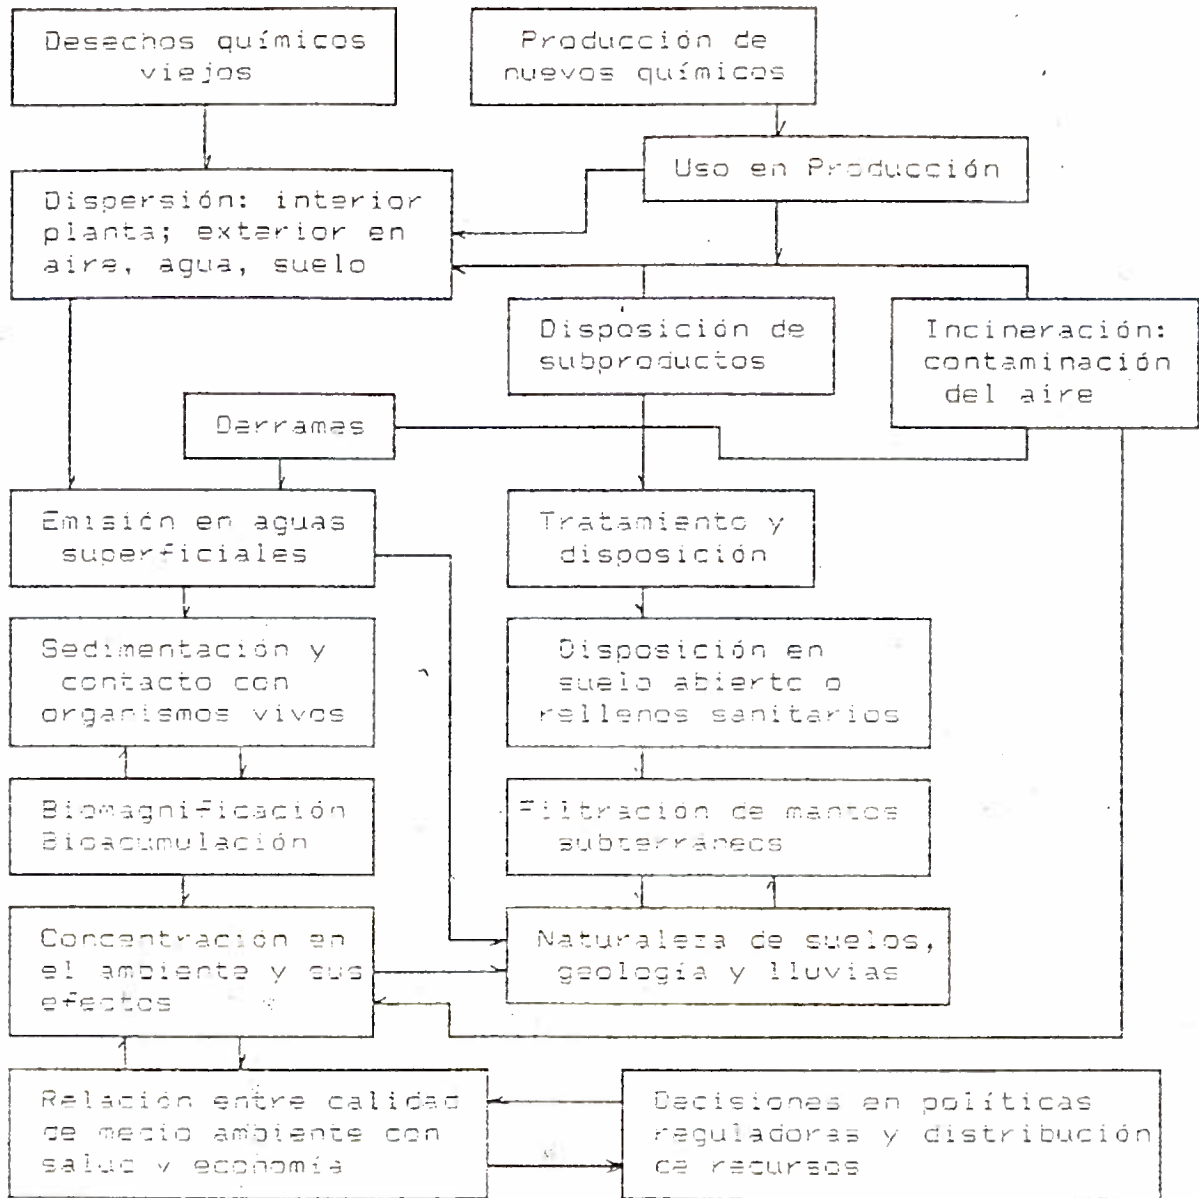 Desechos químicos
viejos
Producción de
nuevos químicos
Uso en Producción
Dispersión: interior
planta; exterior en
aire, agua, suelo
Disposición de
subproductos
Incineración:
contaminación
del aire
Derrames
Emisión en aguas
superficiales
Tratamiento y
disposición
Sedimentación y
contacto con
organismos vivos
Disposición en
suelo abierto o
rellenos sanitarios
Biomagnificación
Bioacumulación
Filtración de mantos
subterráneos
Concentración en
el ambiente y sus
efectos
Naturaleza de suelos,
geología y lluvias
Relación entre calidad
de medio ambiente con
salud y economía
Decisiones en políticas
reguladoras y distribución
de recursos